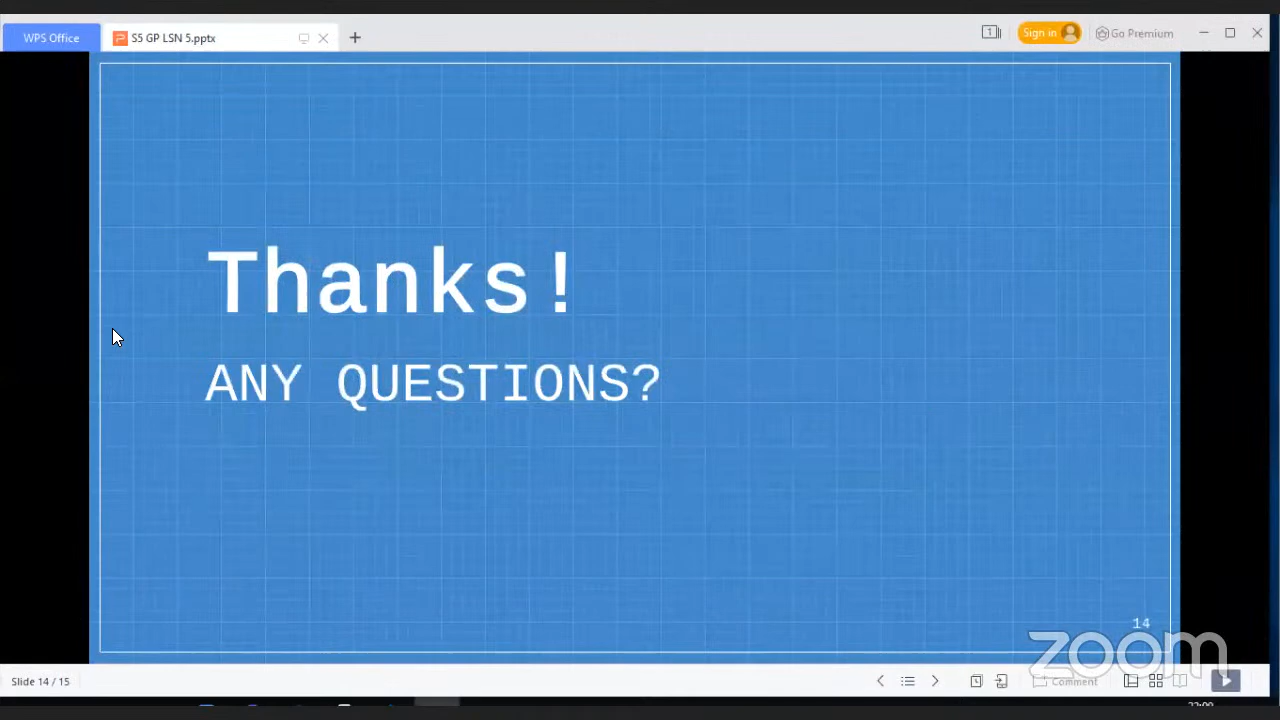 WPS Office
S5 GP LSN 5.pptx
1
Sign in
Go Premium
Thanks!
ANY QUESTIONS?
14
zoom
Slide 14 / 15
Comment